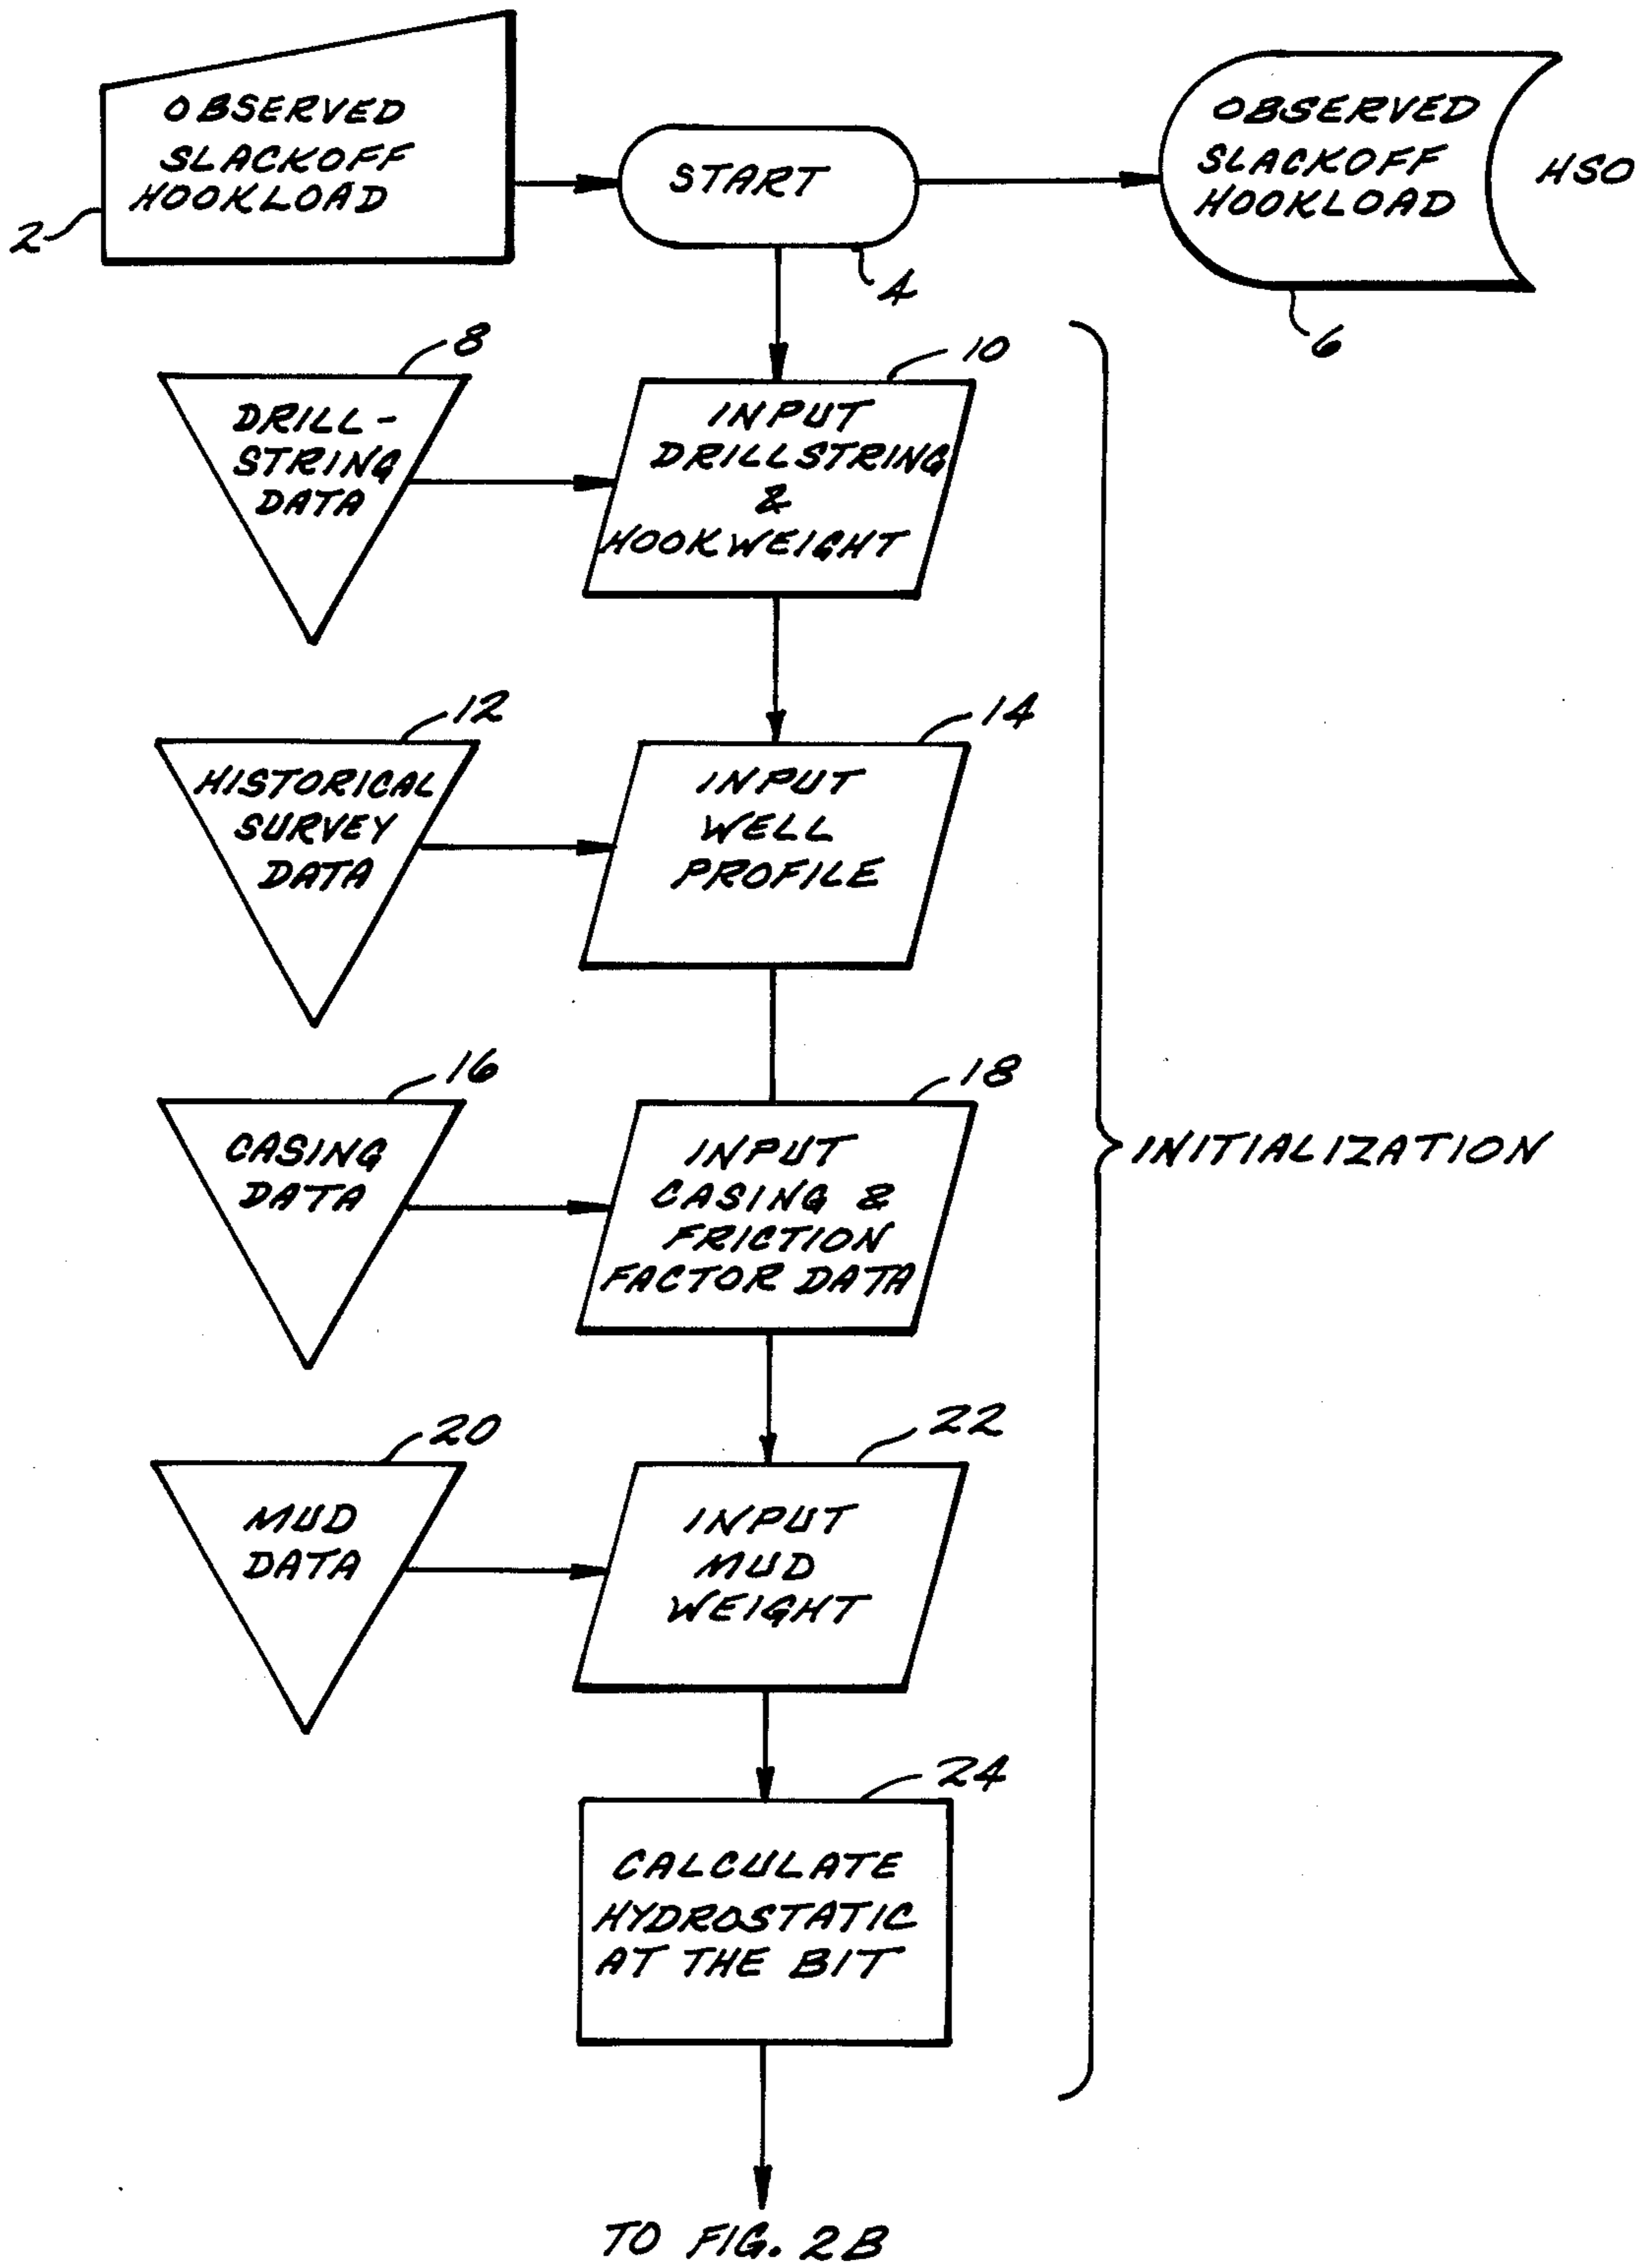 OBSERVED
SLACKOFF
HOOKLOAD
2
START
4
OBSERVED
SLACKOFF
HOOKLOAD
HSO
6
8
DRILL-
STRING
DATA
10
INPUT
DRILLSTRING
&
HOOKWEIGHT
12
HISTORICAL
SURVEY
DATA
14
INPUT
WELL
PROFILE
16
CASING
DATA
18
INPUT
CASING &
FRICTION
FACTOR DATA
INITIALIZATION
20
MUD
DATA
22
INPUT
MUD
WEIGHT
24
CALCULATE
HYDROSTATIC
AT THE BIT
TO FIG. 2B